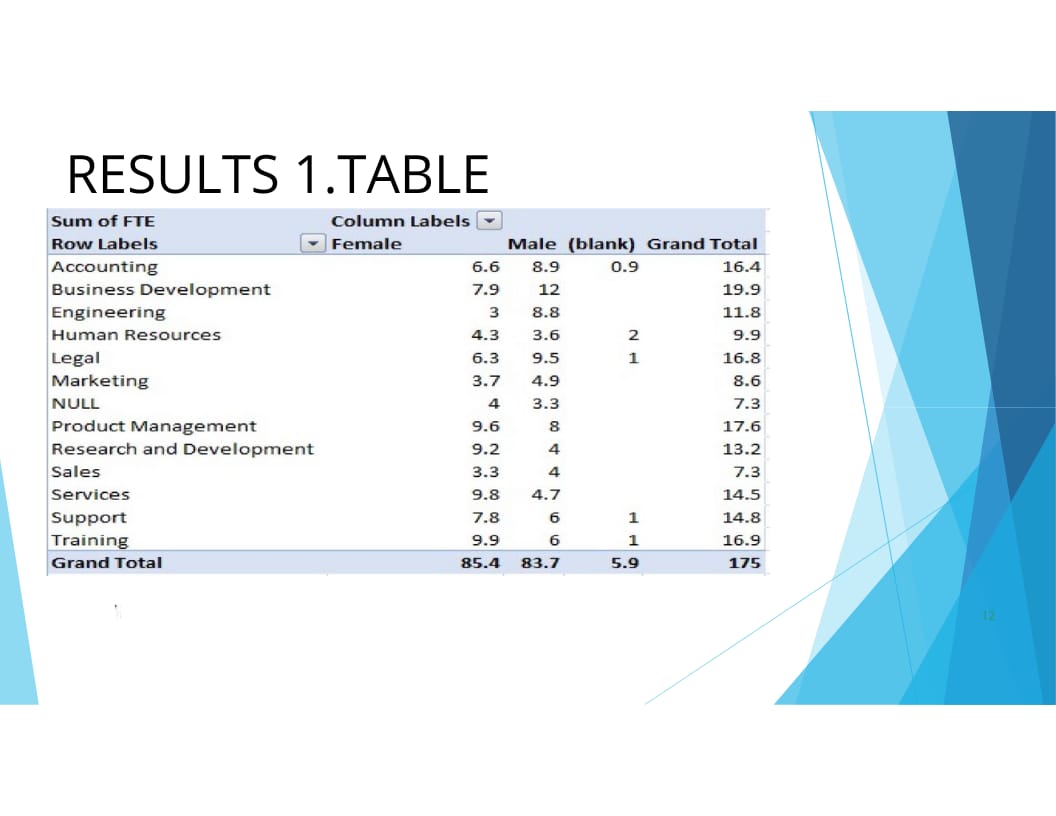 RESULTS 1.TABLE
Sum of FTE Column Labels
Row Labels Female Male (blank) Grand Total
Accounting 6.6 8.9 0.9 16.4
Business Development 7.9 12 19.9
Engineering 3 8.8 11.8
Human Resources 4.3 3.6 2 9.9
Legal 6.3 9.5 1 16.8
Marketing 3.7 4.9 8.6
NULL 4 3.3 7.3
Product Management 9.6 8 17.6
Research and Development 9.2 4 13.2
Sales 3.3 4 7.3
Services 9.8 4.7 14.5
Support 7.8 6 1 14.8
Training 9.9 6 1 16.9
Grand Total 85.4 83.7 5.9 175
12